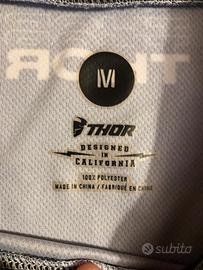 M
THOR
DESIGNED
IN
CALIFORNIA
100% POLYESTER
MADE IN CHINA / FABRIQUÉ EN CHINE
subito